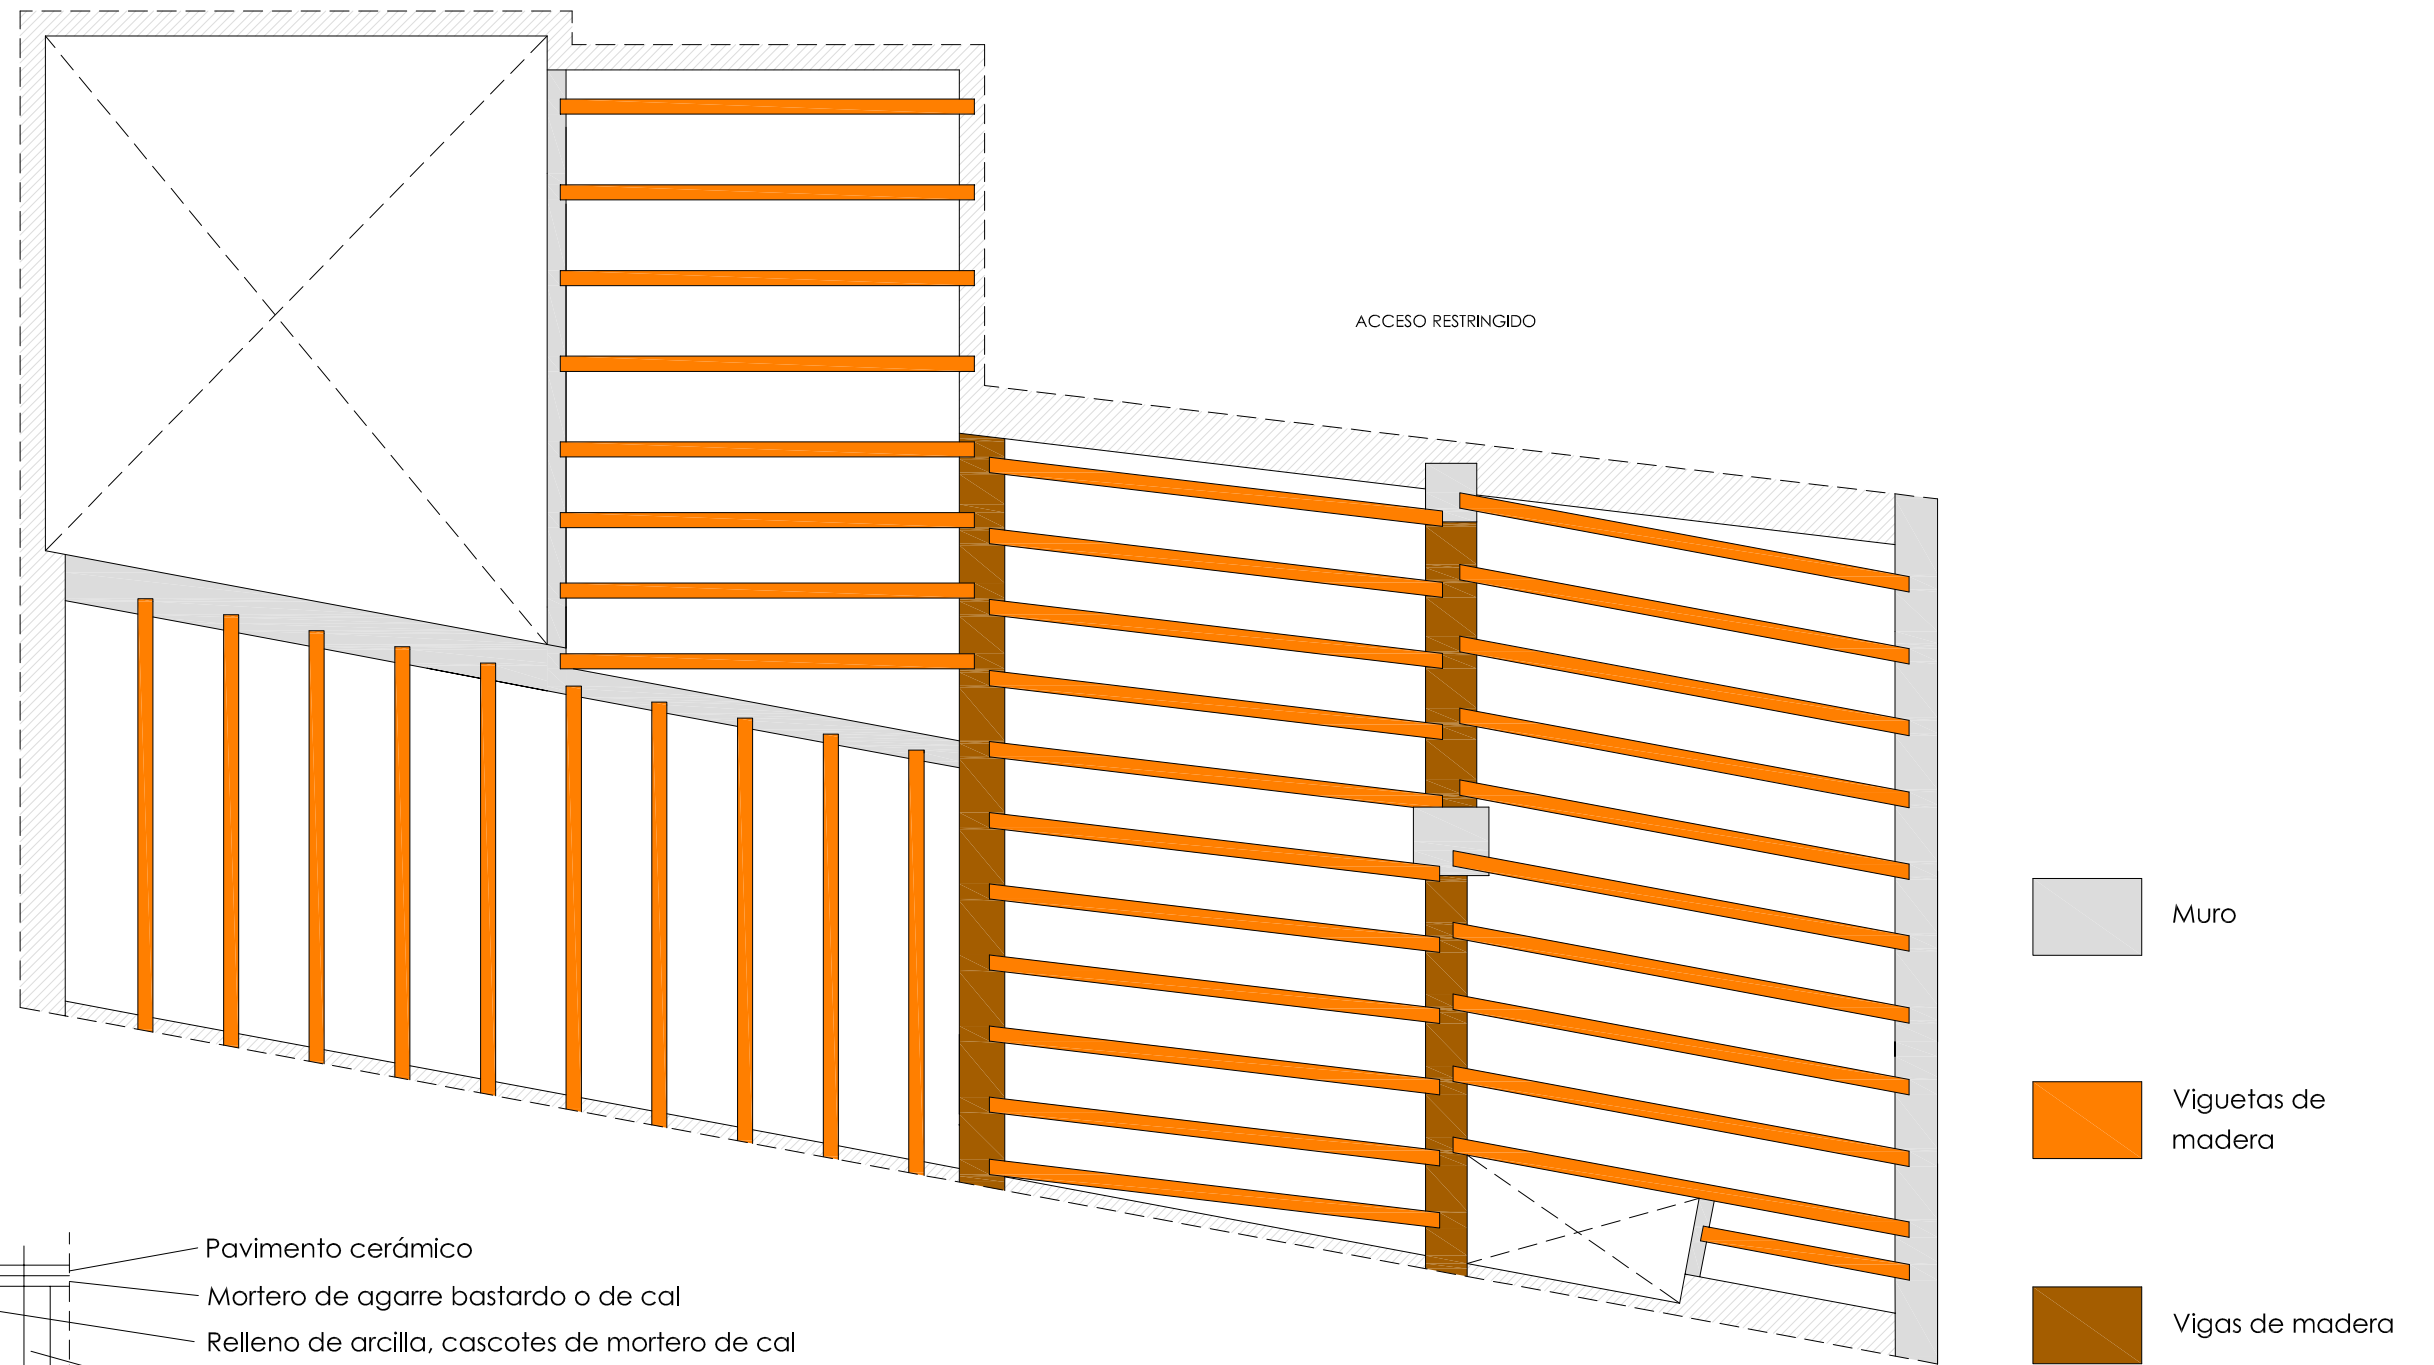 ACCESO RESTRINGIDO
Muro
Viguetas de
madera
Vigas de madera
Pavimento cerámico
Mortero de agarre bastardo o de cal
Relleno de arcilla, cascotes de mortero de cal